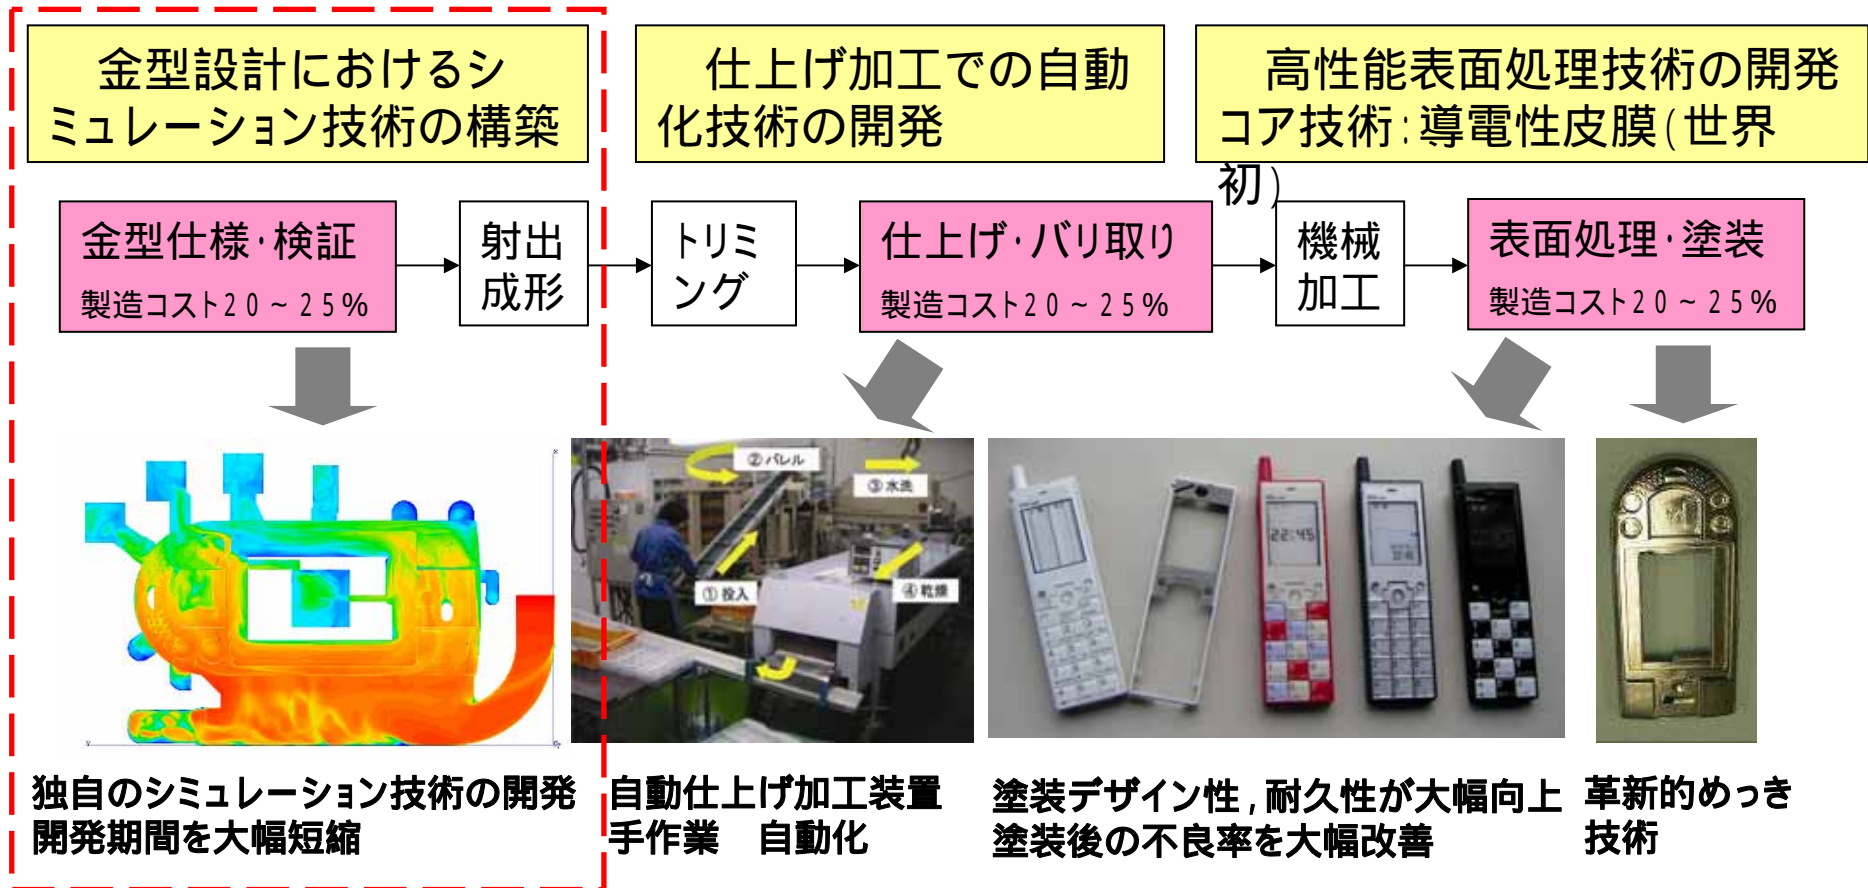 金型設計におけるシ
ミュレーション技術の構築
仕上げ加工での自動
化技術の開発
高性能表面処理技術の開発
コア技術:導電性皮膜(世界
初)
金型仕様・検証
製造コスト20～25%
射出
成形
トリミ
ング
仕上げ・バリ取り
製造コスト20～25%
機械
加工
表面処理・塗装
製造コスト20～25%
② バレル
③ 水洗
① 投入
④ 乾燥
22:45
独自のシミュレーション技術の開発
開発期間を大幅短縮
自動仕上げ加工装置
手作業　自動化
塗装デザイン性,耐久性が大幅向上
塗装後の不良率を大幅改善
革新的めっき
技術